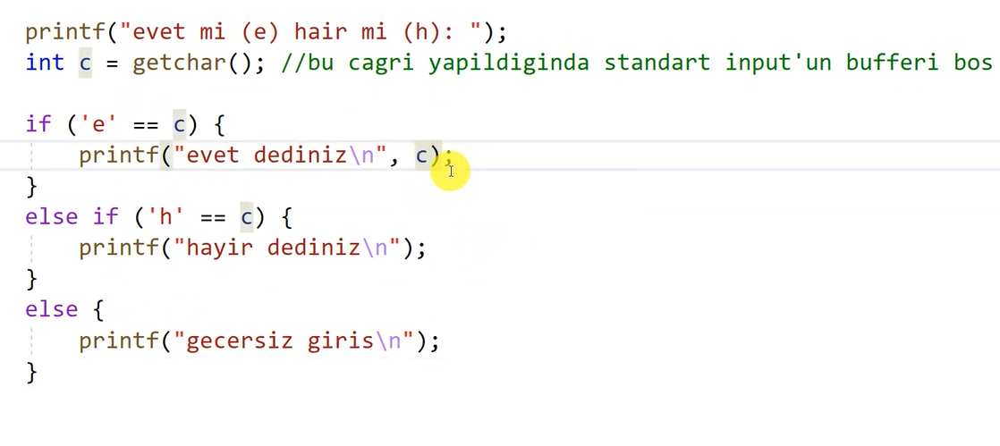 printf("evet mi (e) hair mi (h): ");
int c = getchar(); //bu cagri yapildiginda standart input'un bufferi bos
if ('e' == c) {
printf("evet dediniz\n", c);
}
else if ('h' == c) {
printf("hayir dediniz\n");
}
else {
printf("gecersiz giris\n");
}